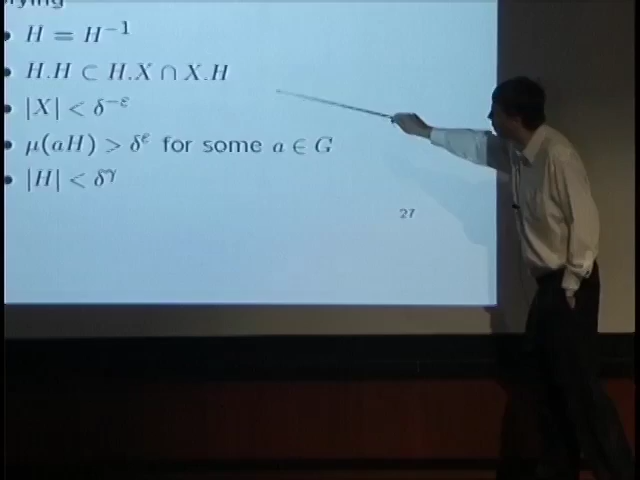 • H = H⁻¹
• H.H ⊂ H.X ∩ X.H
• |X| < δ^{-ε}
• μ(aH) > δ^ε for some a ∈ G
• |H| < δ^γ
27